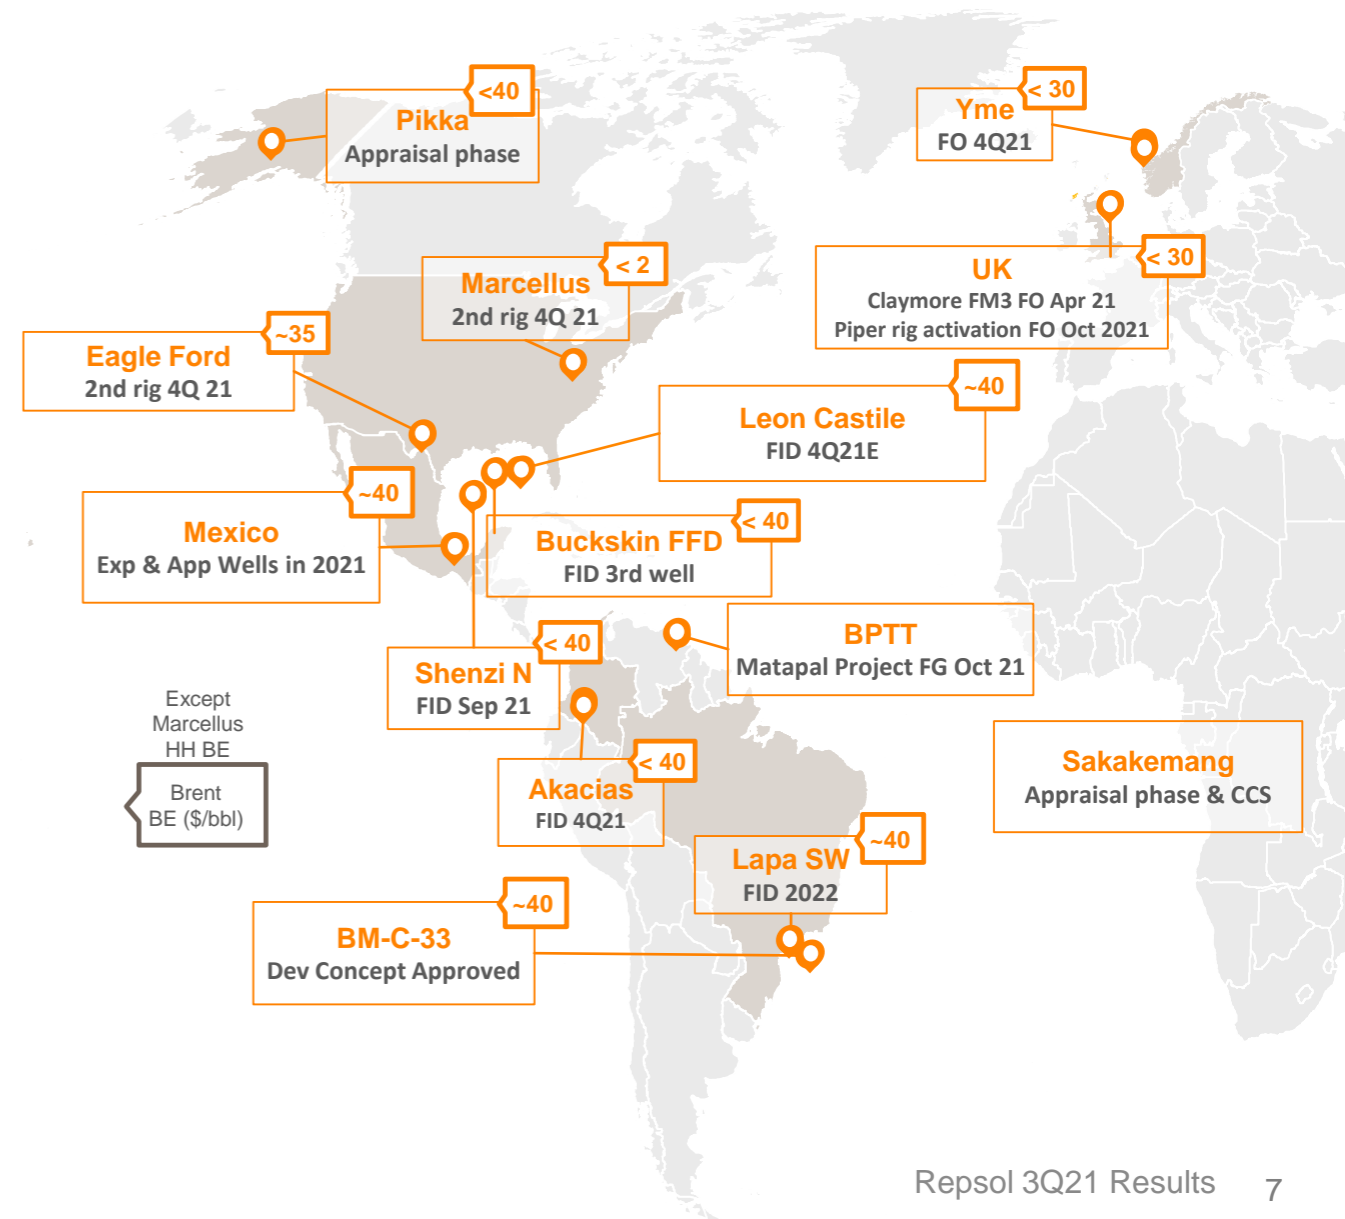 <40
Pikka
Appraisal phase
< 30
Yme
FO 4Q21
< 2
Marcellus
2nd rig 4Q 21
< 30
UK
Claymore FM3 FO Apr 21
Piper rig activation FO Oct 2021
~35
Eagle Ford
2nd rig 4Q 21
~40
Leon Castile
FID 4Q21E
~40
Mexico
Exp & App Wells in 2021
< 40
Buckskin FFD
FID 3rd well
BPTT
Matapal Project FG Oct 21
< 40
Shenzi N
FID Sep 21
Except
Marcellus
HH BE
Brent
BE ($/bbl)
< 40
Akacias
FID 4Q21
Sakakemang
Appraisal phase & CCS
~40
Lapa SW
FID 2022
~40
BM-C-33
Dev Concept Approved
Repsol 3Q21 Results 7